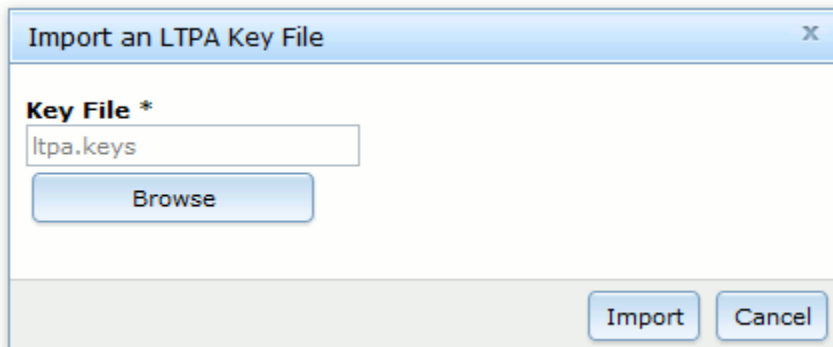 Import an LTPA Key File x
Key File *
ltpa.keys
Browse
Import Cancel